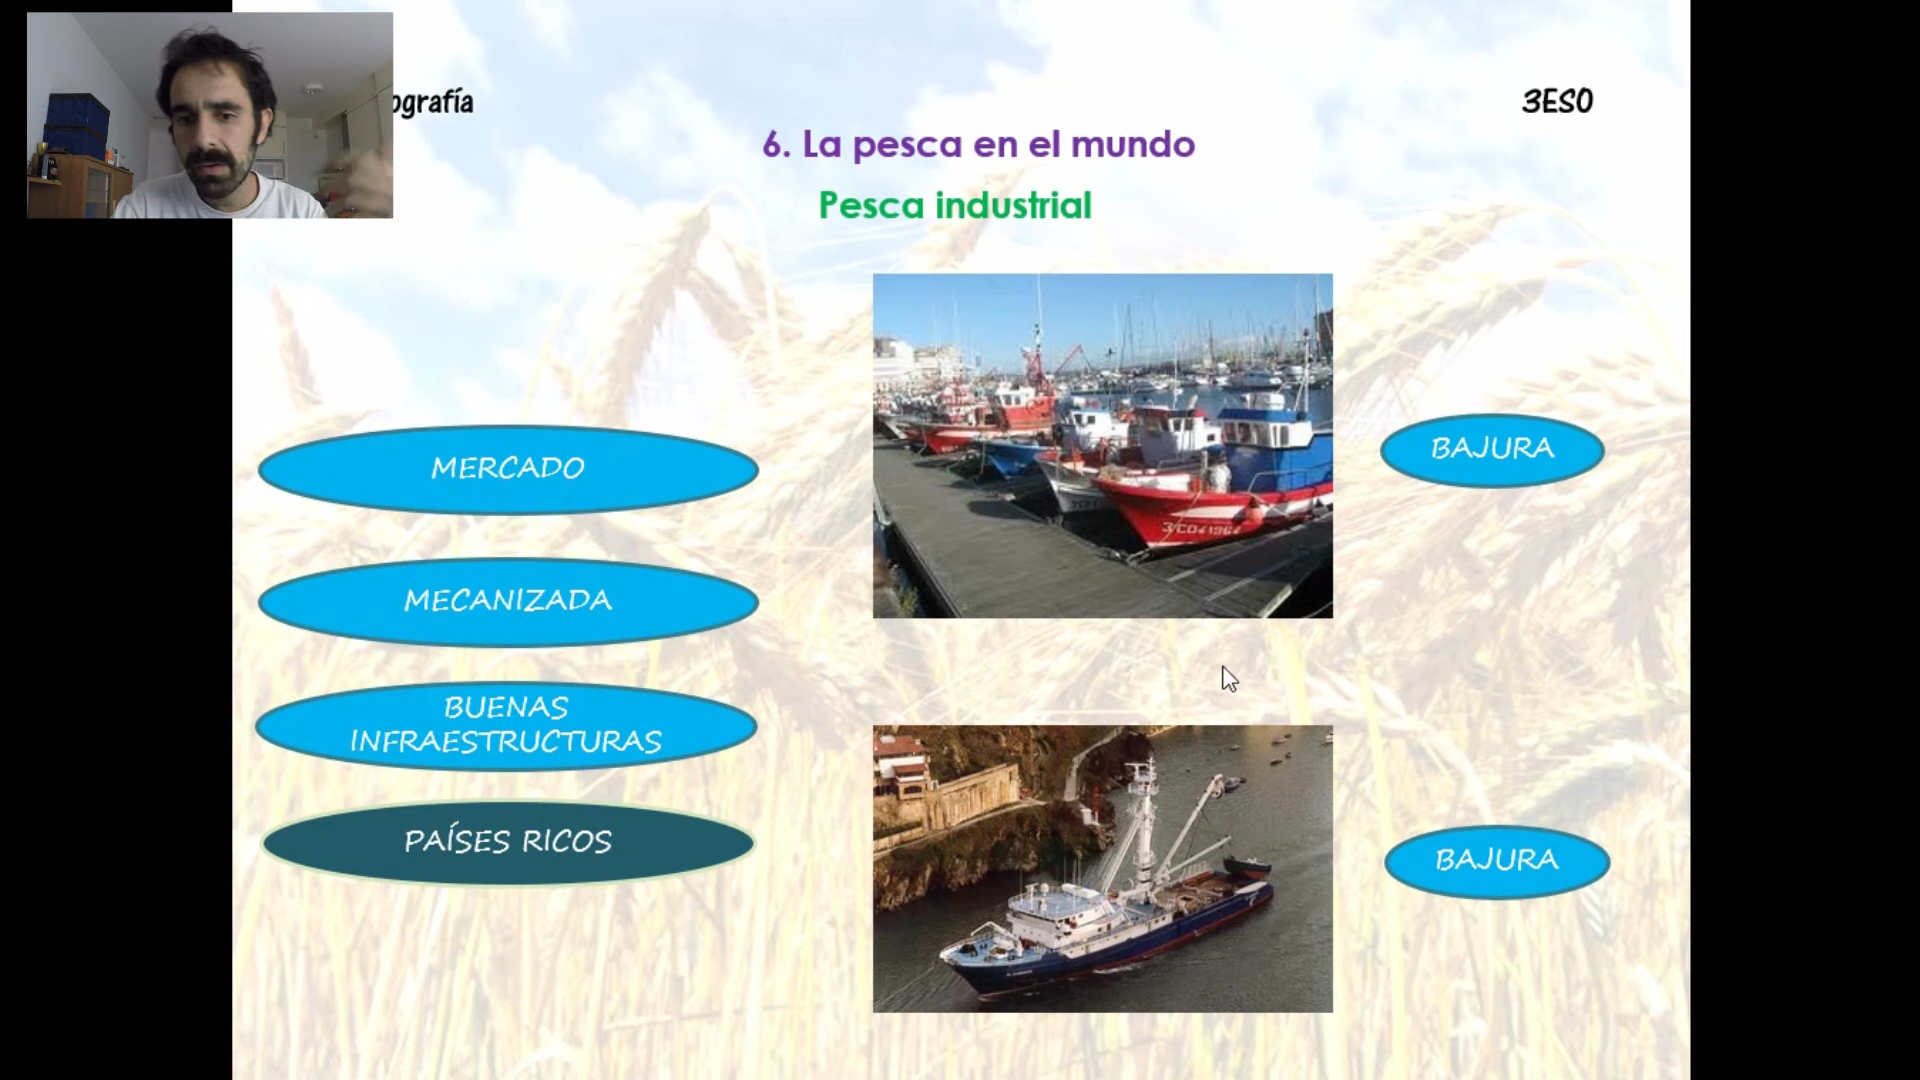 ografía
3ESO
6. La pesca en el mundo
Pesca industrial
MERCADO
MECANIZADA
BUENAS
INFRAESTRUCTURAS
PAÍSES RICOS
BAJURA
BAJURA